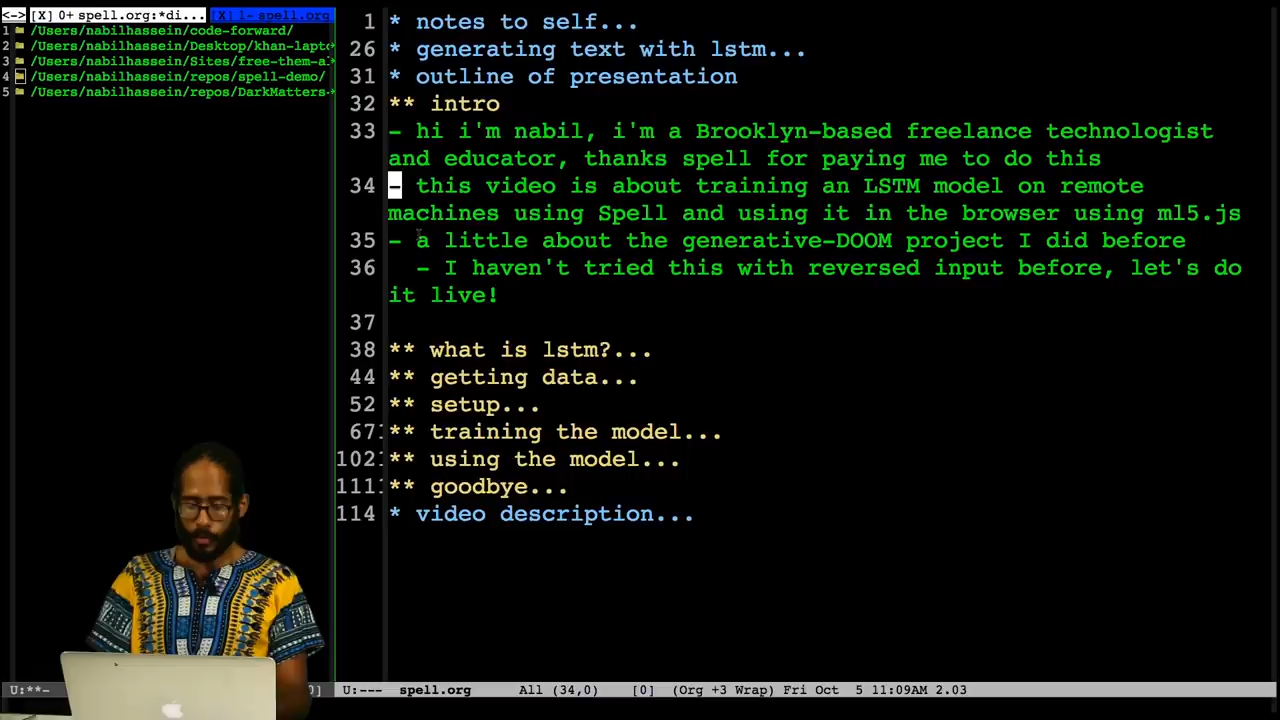 <-> [X] 0+ spell.org:*di... [X] 1- spell.org
1 /Users/nabilhassein/code-forward/
2 /Users/nabilhassein/Desktop/khan-lapt
3 /Users/nabilhassein/Sites/free-them-a
4 /Users/nabilhassein/repos/spell-demo/
5 /Users/nabilhassein/repos/DarkMatters-
1 * notes to self...
26 * generating text with lstm...
31 * outline of presentation
32 ** intro
33 - hi i'm nabil, i'm a Brooklyn-based freelance technologist
and educator, thanks spell for paying me to do this
34 - this video is about training an LSTM model on remote
machines using Spell and using it in the browser using ml5.js
35 - a little about the generative-DOOM project I did before
36 - I haven't tried this with reversed input before, let's do
it live!
37
38 ** what is lstm?...
44 ** getting data...
52 ** setup...
67 ** training the model...
102 ** using the model...
111 ** goodbye...
114 * video description...
U:**- 0] U:--- spell.org All (34,0) [0] (Org +3 Wrap) Fri Oct 5 11:09AM 2.03